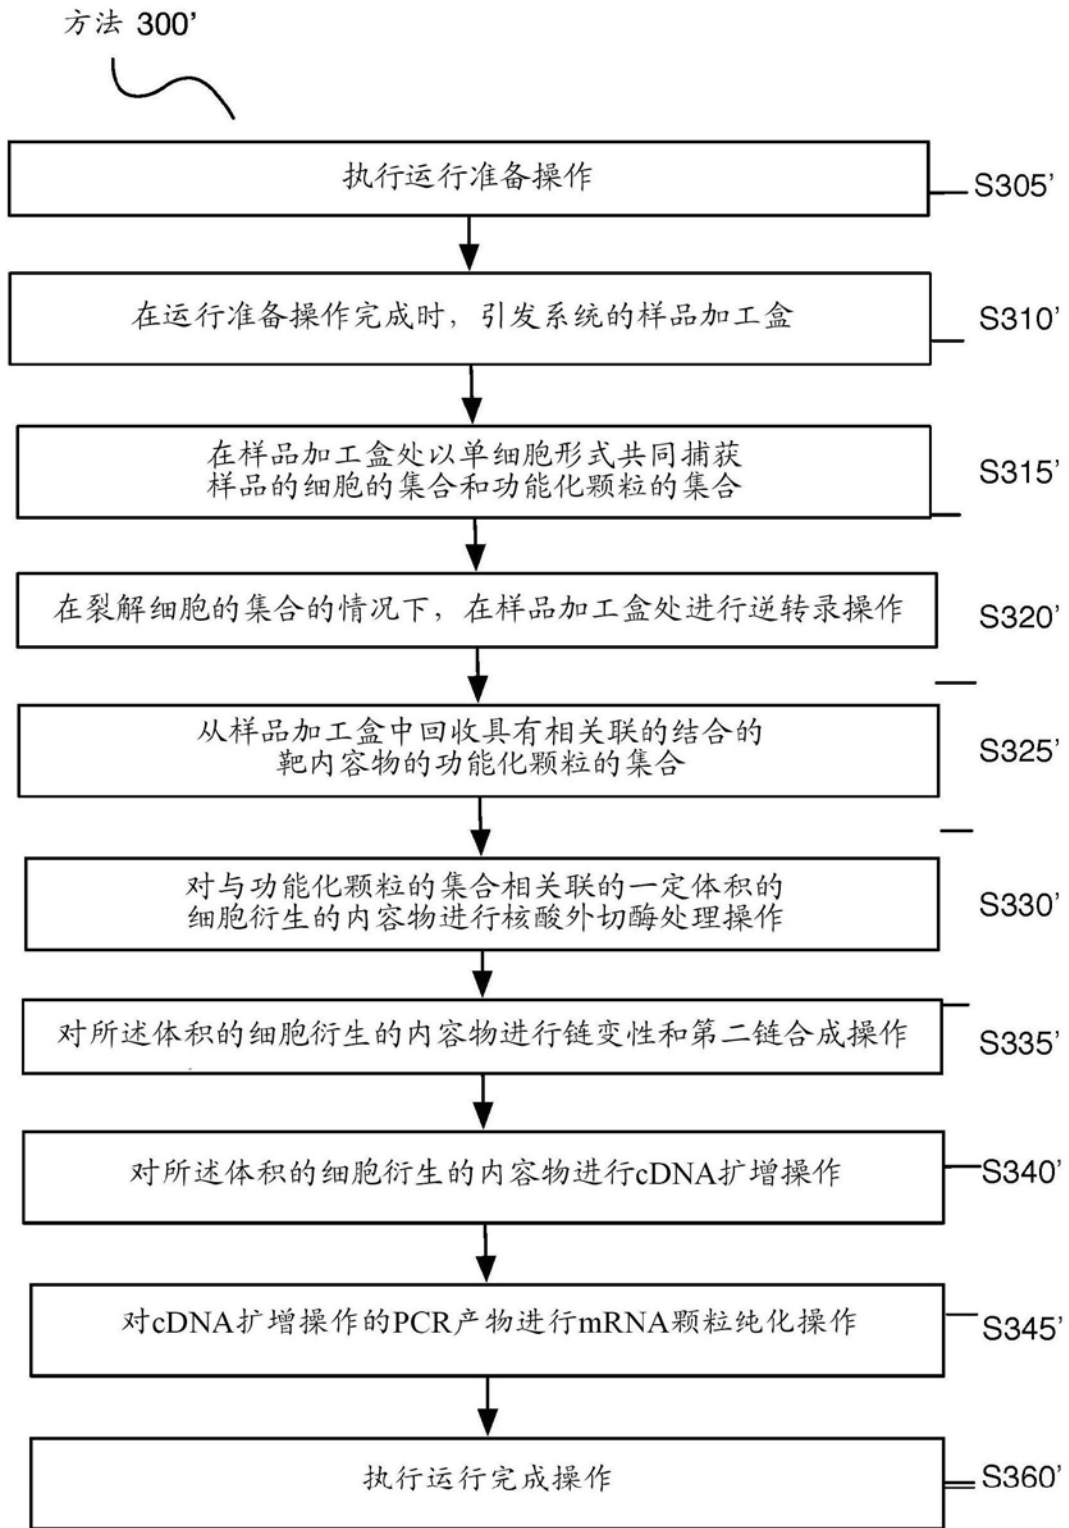 方法 300’
执行运行准备操作
S305’
在运行准备操作完成时，引发系统的样品加工盒
S310’
在样品加工盒处以单细胞形式共同捕获
样品的细胞的集合和功能化颗粒的集合
S315’
在裂解细胞的集合的情况下，在样品加工盒处进行逆转录操作
S320’
从样品加工盒中回收具有相关联的结合的
靶内容物的功能化颗粒的集合
S325’
对与功能化颗粒的集合相关联的一定体积的
细胞衍生的内容物进行核酸外切酶处理操作
S330’
对所述体积的细胞衍生的内容物进行链变性和第二链合成操作
S335’
对所述体积的细胞衍生的内容物进行cDNA扩增操作
S340’
对cDNA扩增操作的PCR产物进行mRNA颗粒纯化操作
S345’
执行运行完成操作
S360’